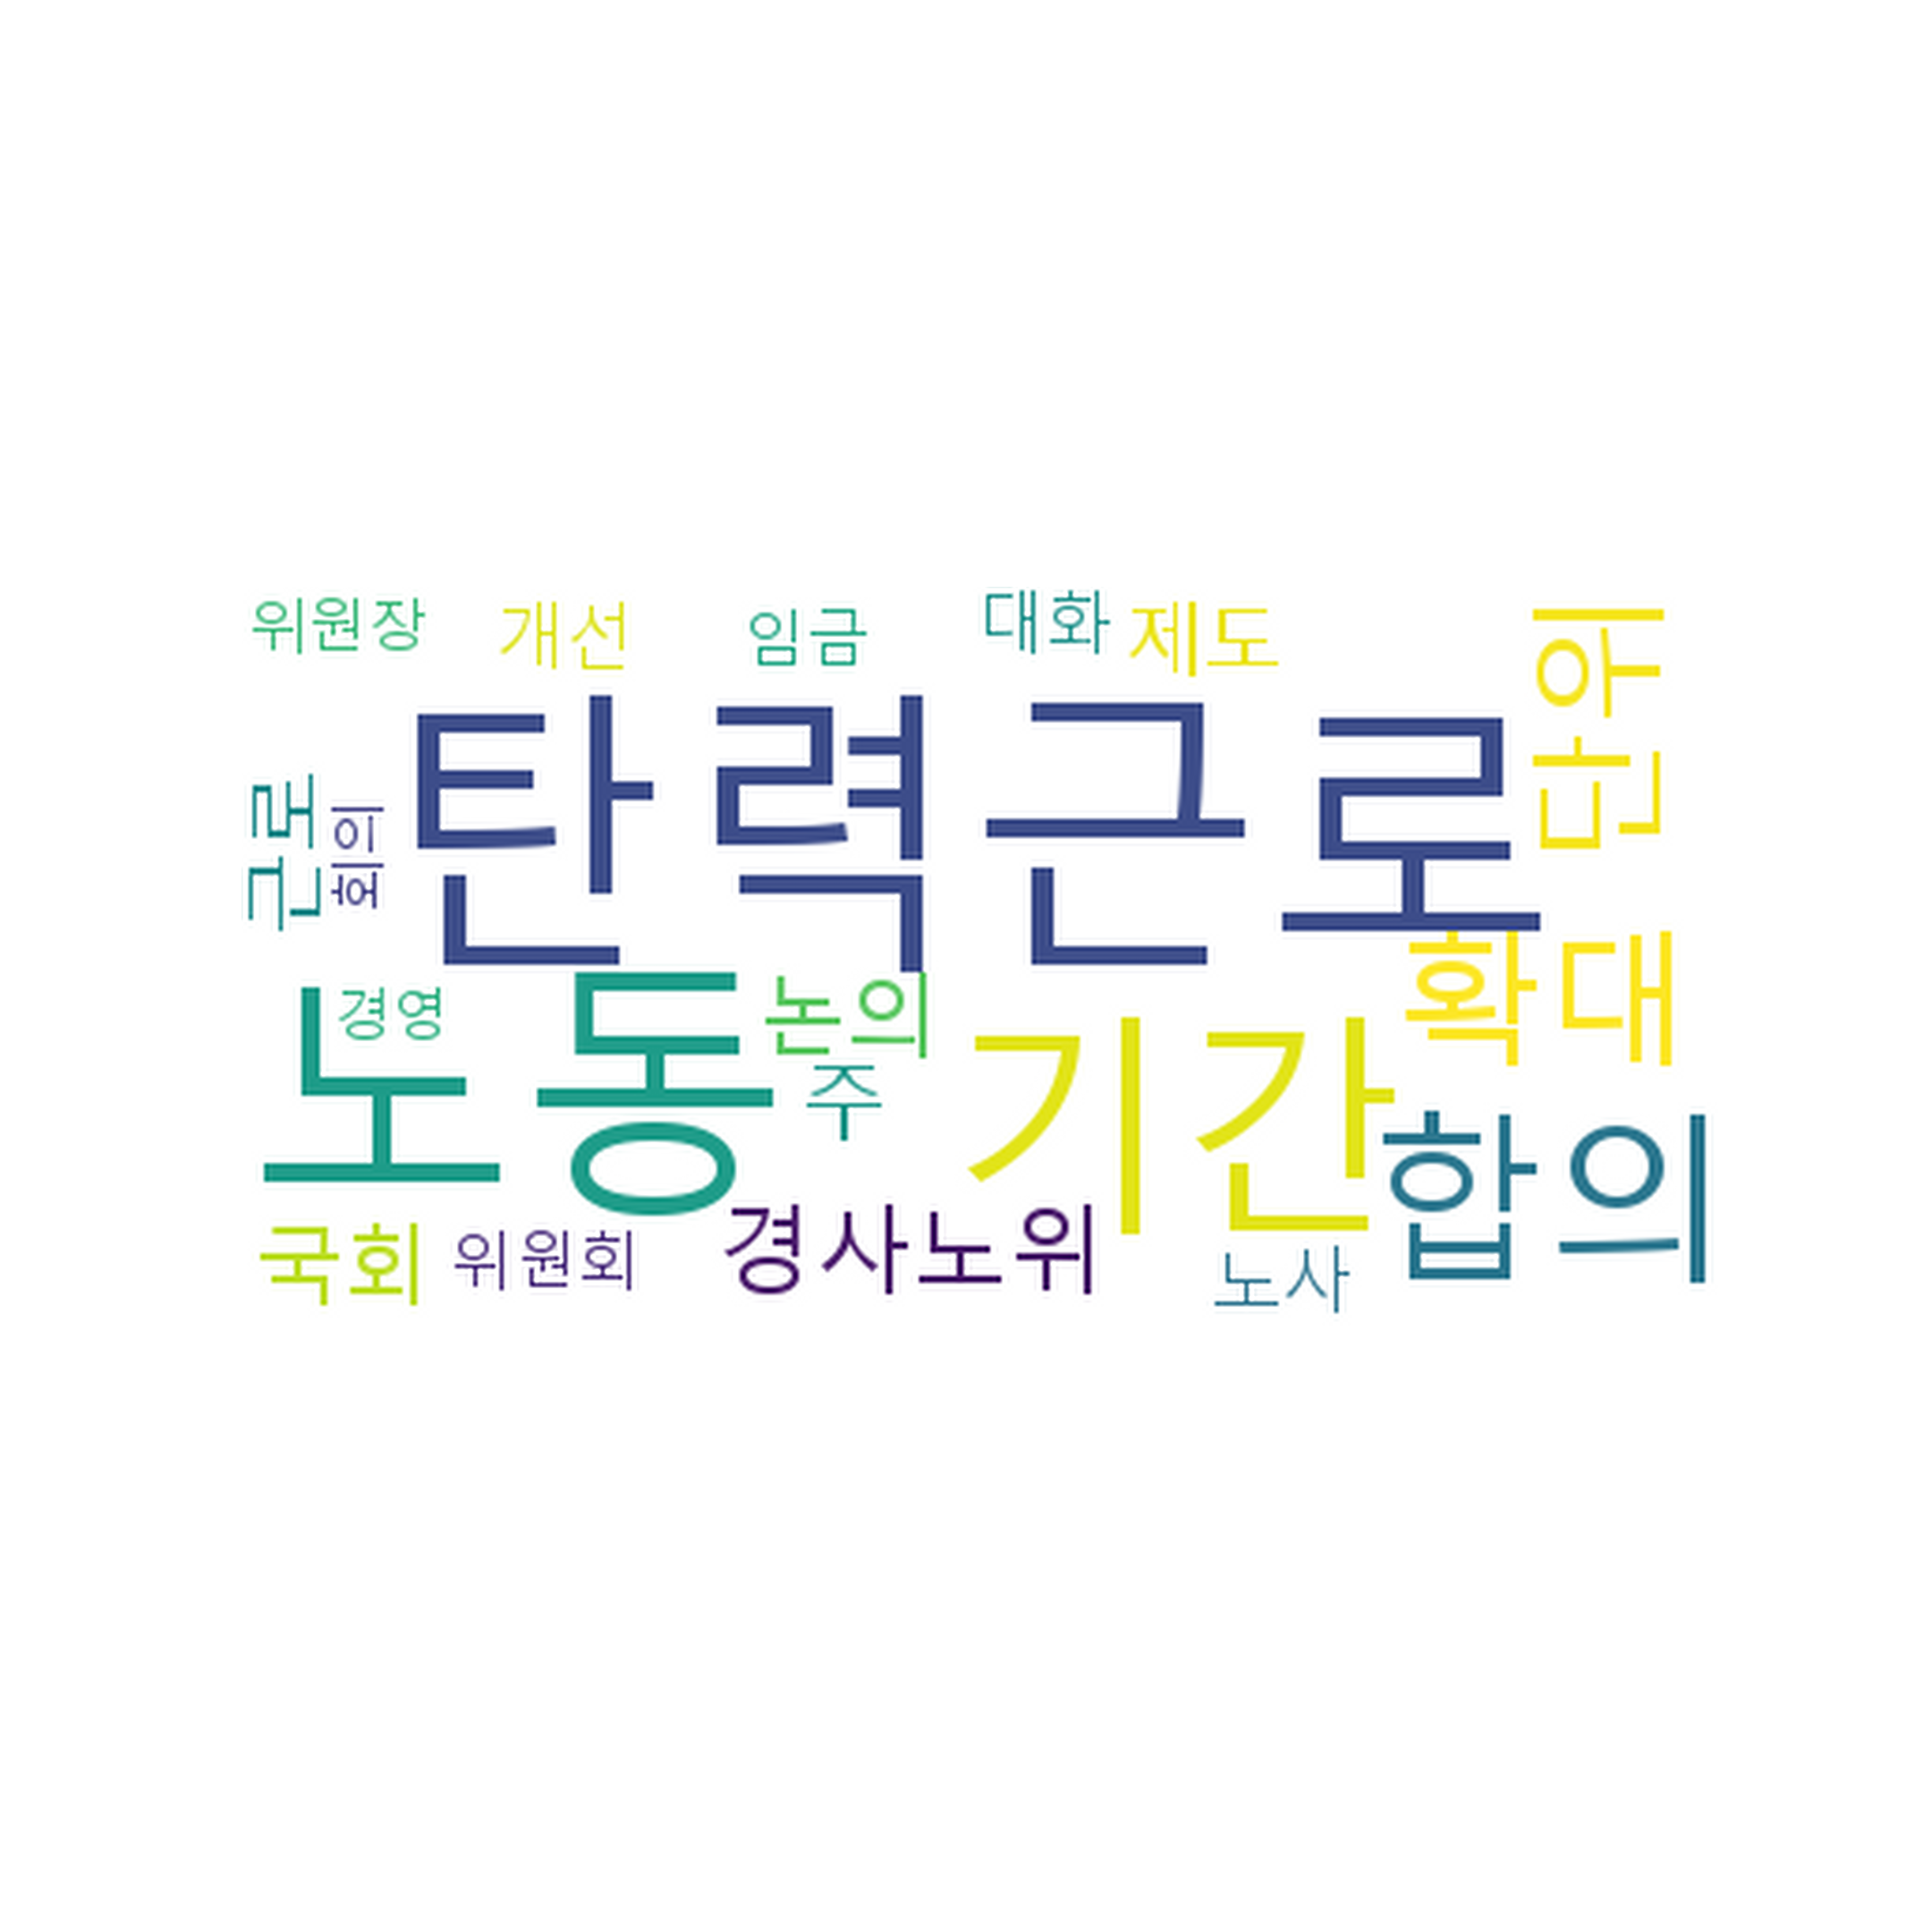 위원장 개선 임금 대화 제도
단위
탄력근로
근로
회의
확대
노동
경영
논의
주
기간
합의
국회 위원회 경사노위 노사